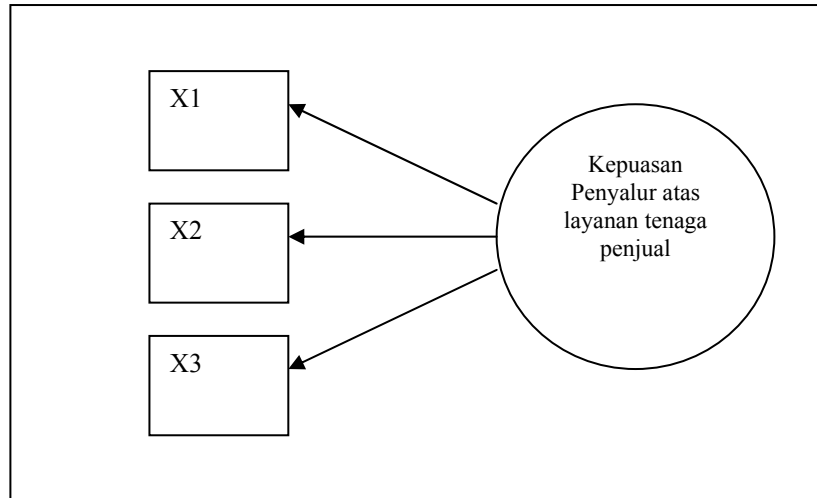 X1
X2
X3
Kepuasan
Penyalur atas
layanan tenaga
penjual